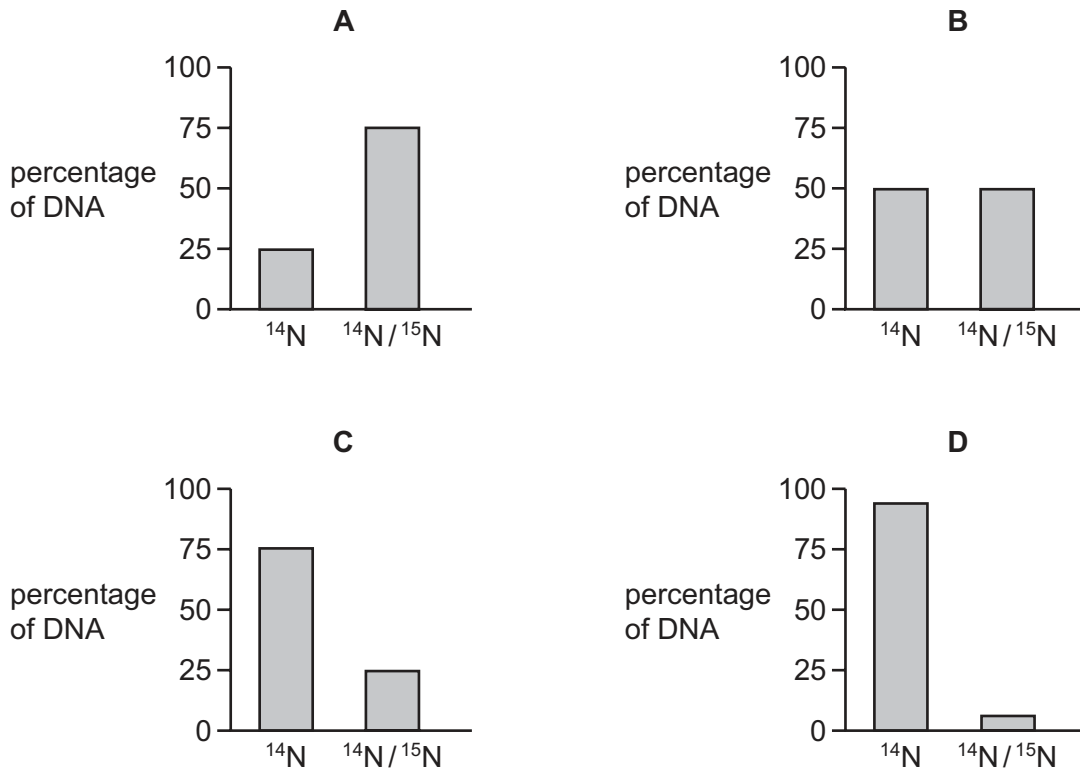 A
100
75
percentage
50
of DNA
25
0
¹⁴N ¹⁴N / ¹⁵N
B
100
75
percentage
50
of DNA
25
0
¹⁴N ¹⁴N / ¹⁵N
C
100
75
percentage
50
of DNA
25
0
¹⁴N ¹⁴N / ¹⁵N
D
100
75
percentage
50
of DNA
25
0
¹⁴N ¹⁴N / ¹⁵N